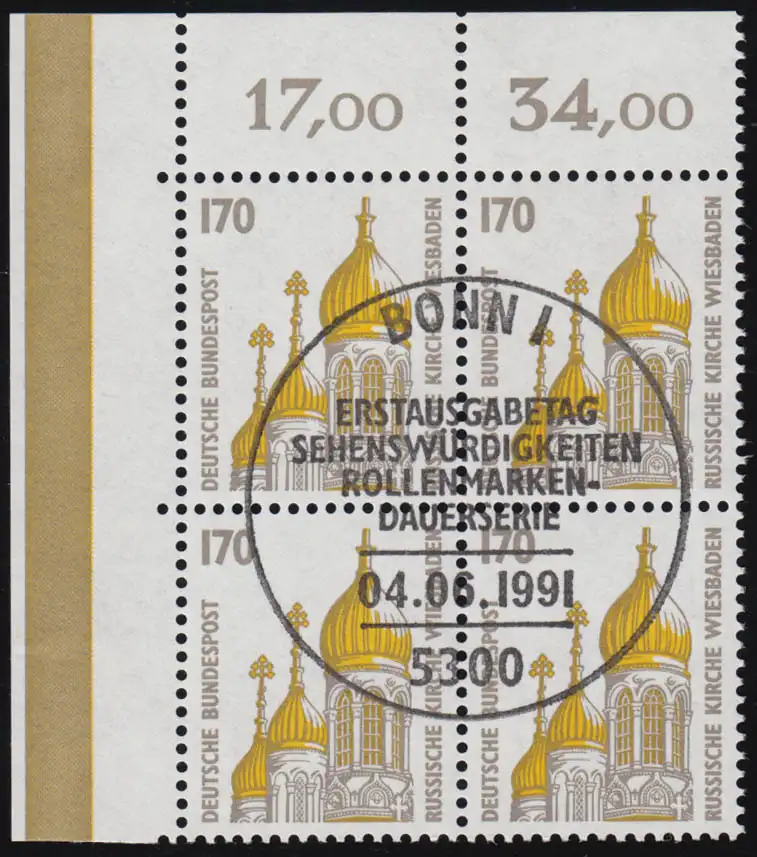 17,00 34,00
170 170
DEUTSCHE BUNDESPOST
RUSSISCHE KIRCHE WIESBADEN
DEUTSCHE BUNDESPOST
RUSSISCHE KIRCHE WIESBADEN
BONN 1
ERSTAUSGABETAG
SEHENSWÜRDIGKEITEN
ROLLENMARKEN-
DAUERSERIE
04.06.1991
5300
170 170
DEUTSCHE BUNDESPOST
RUSSISCHE KIRCHE WIESBADEN
DEUTSCHE BUNDESPOST
RUSSISCHE KIRCHE WIESBADEN